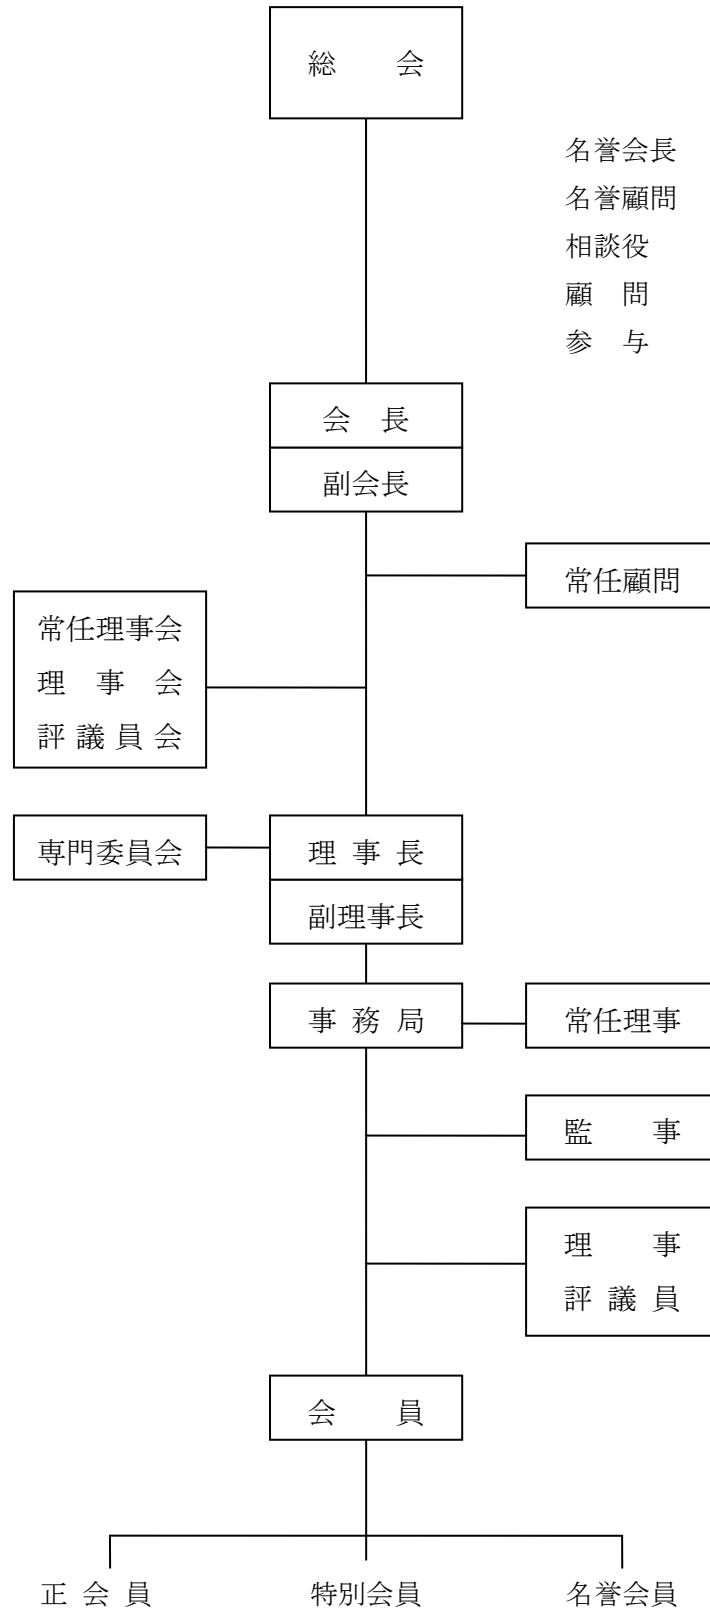 総　会
名誉会長
名誉顧問
相談役
顧　問
参　与
会　長
副会長
常任顧問
常任理事会
理　事　会
評議員会
専門委員会
理事長
副理事長
事務局
常任理事
監　事
理　事
評議員
会　員
正会員
特別会員
名誉会員